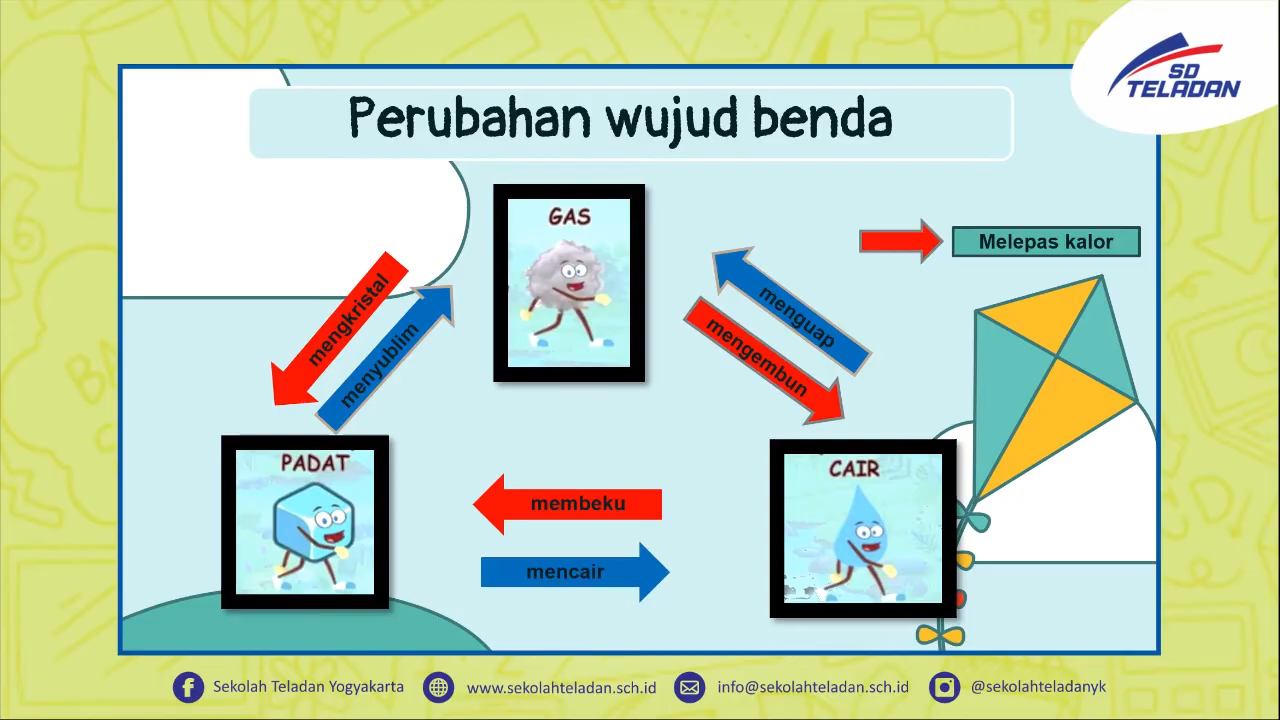 SD
TELADAN
Perubahan wujud benda
GAS
Melepas kalor
mengkristal
menyublim
menguap
mengembun
PADAT
CAIR
membeku
mencair
Sekolah Teladan Yogyakarta
www.sekolahteladan.sch.id
info@sekolahteladan.sch.id
@sekolahteladanyk